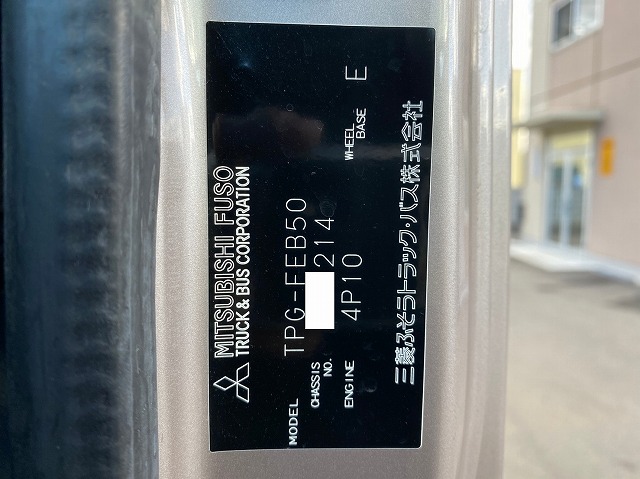 MITSUBISHI FUSO
TRUCK & BUS CORPORATION
MODEL TPG-FEB50
CHASSIS NO. 214
ENGINE 4P10 WHEEL BASE E
三菱ふそうトラック・バス株式会社